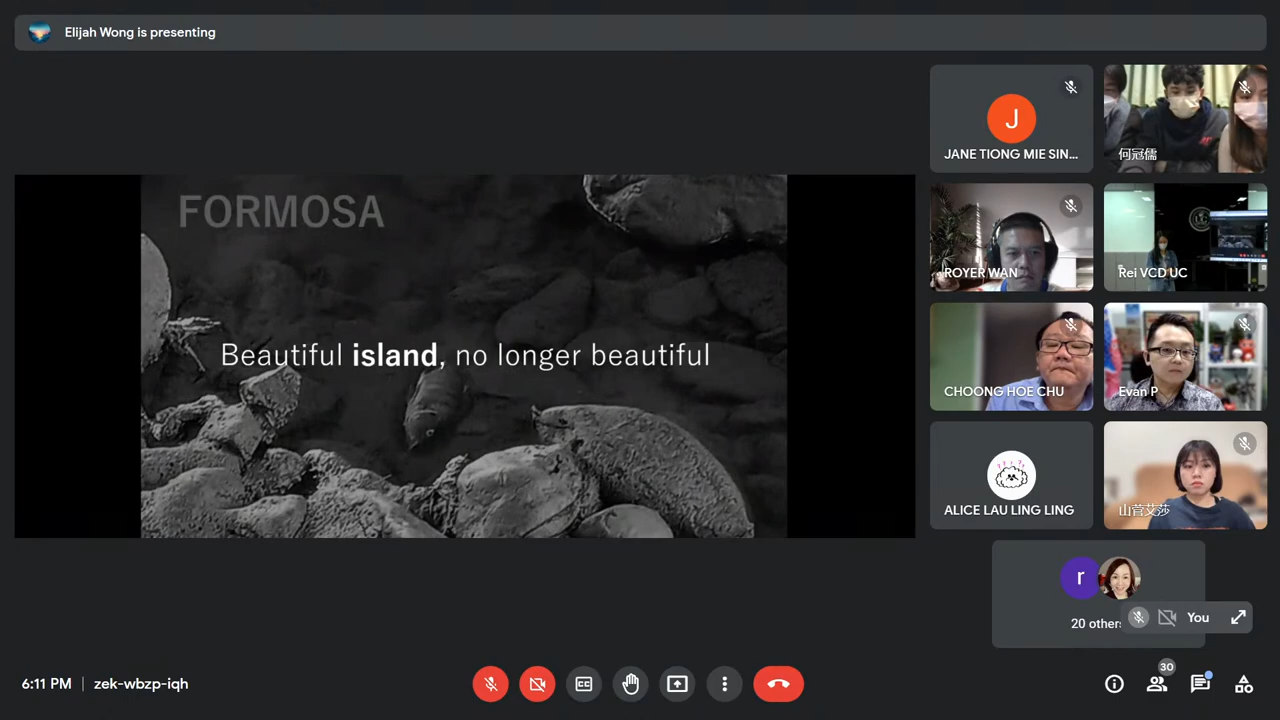 Elijah Wong is presenting
FORMOSA
Beautiful island, no longer beautiful
J
JANE TIONG MIE SIN...
何冠儒
ROYER WAN
Rei VCD UC
CHOONG HOE CHU
Evan P
ALICE LAU LING LING
山菅艾莎
r
20 others
You
6:11 PM
zek-wbzp-iqh
30